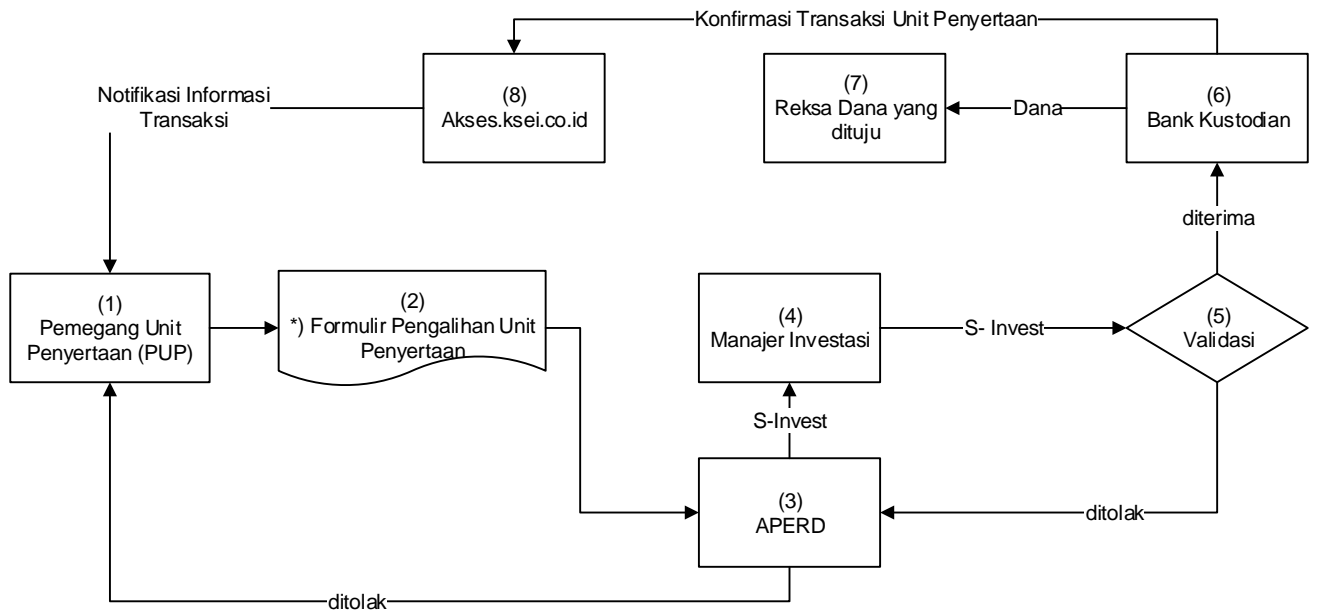 Konfirmasi Transaksi Unit Penyertaan
Notifikasi Informasi
Transaksi
(8)
Akses.ksei.co.id
(7)
Reksa Dana yang
dituju
Dana
(6)
Bank Kustodian
diterima
(1)
Pemegang Unit
Penyertaan (PUP)
(2)
*) Formulir Pengalihan Unit
Penyertaan
(4)
Manajer Investasi
S- Invest
(5)
Validasi
S-Invest
(3)
APERD
ditolak
ditolak